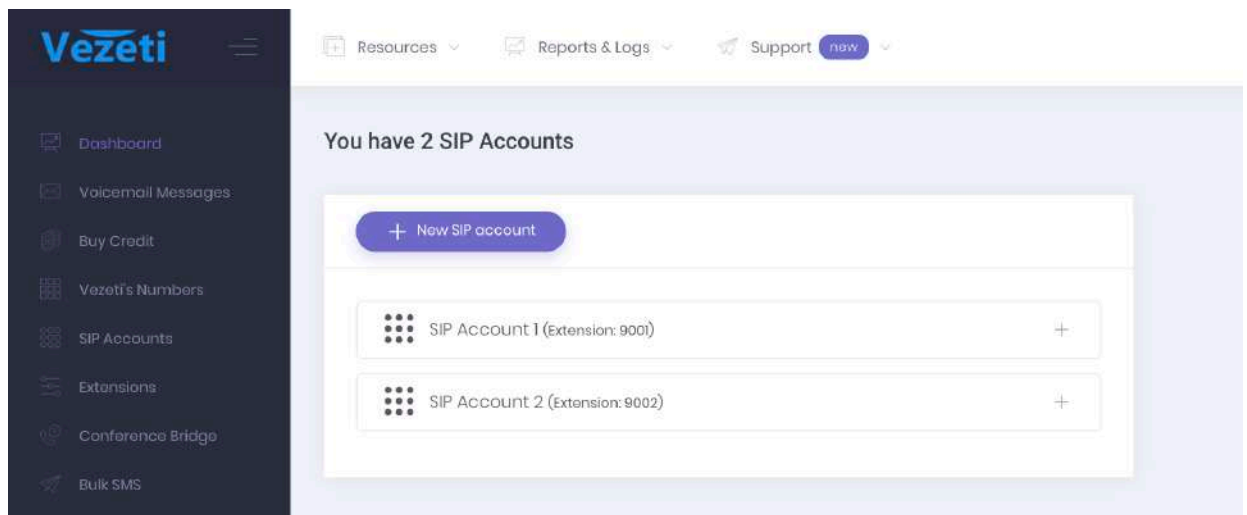 Vezeti
Resources
Reports & Logs
Support new
Dashboard
Voicemail Messages
Buy Credit
Vezeti's Numbers
SIP Accounts
Extensions
Conference Bridge
Bulk SMS
You have 2 SIP Accounts
+ New SIP account
SIP Account 1 (Extension: 9001) +
SIP Account 2 (Extension: 9002) +